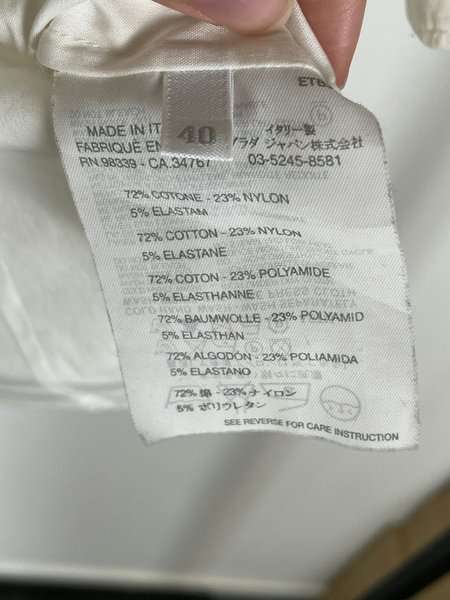 ETE
40
MADE IN IT
イタリー製
FABRIQUÉ EN
プラダ ジャパン株式会社
RN.98339 - CA.34767
03-5245-8581
72% COTONE - 23% NYLON
5% ELASTAM
72% COTTON - 23% NYLON
5% ELASTANE
72% COTON - 23% POLYAMIDE
5% ELASTHANNE
72% BAUMWOLLE - 23% POLYAMID
5% ELASTHAN
72% ALGODON - 23% POLIAMIDA
5% ELASTANO
72% 綿 - 23% ナイロン
5% ポリウレタン
SEE REVERSE FOR CARE INSTRUCTION